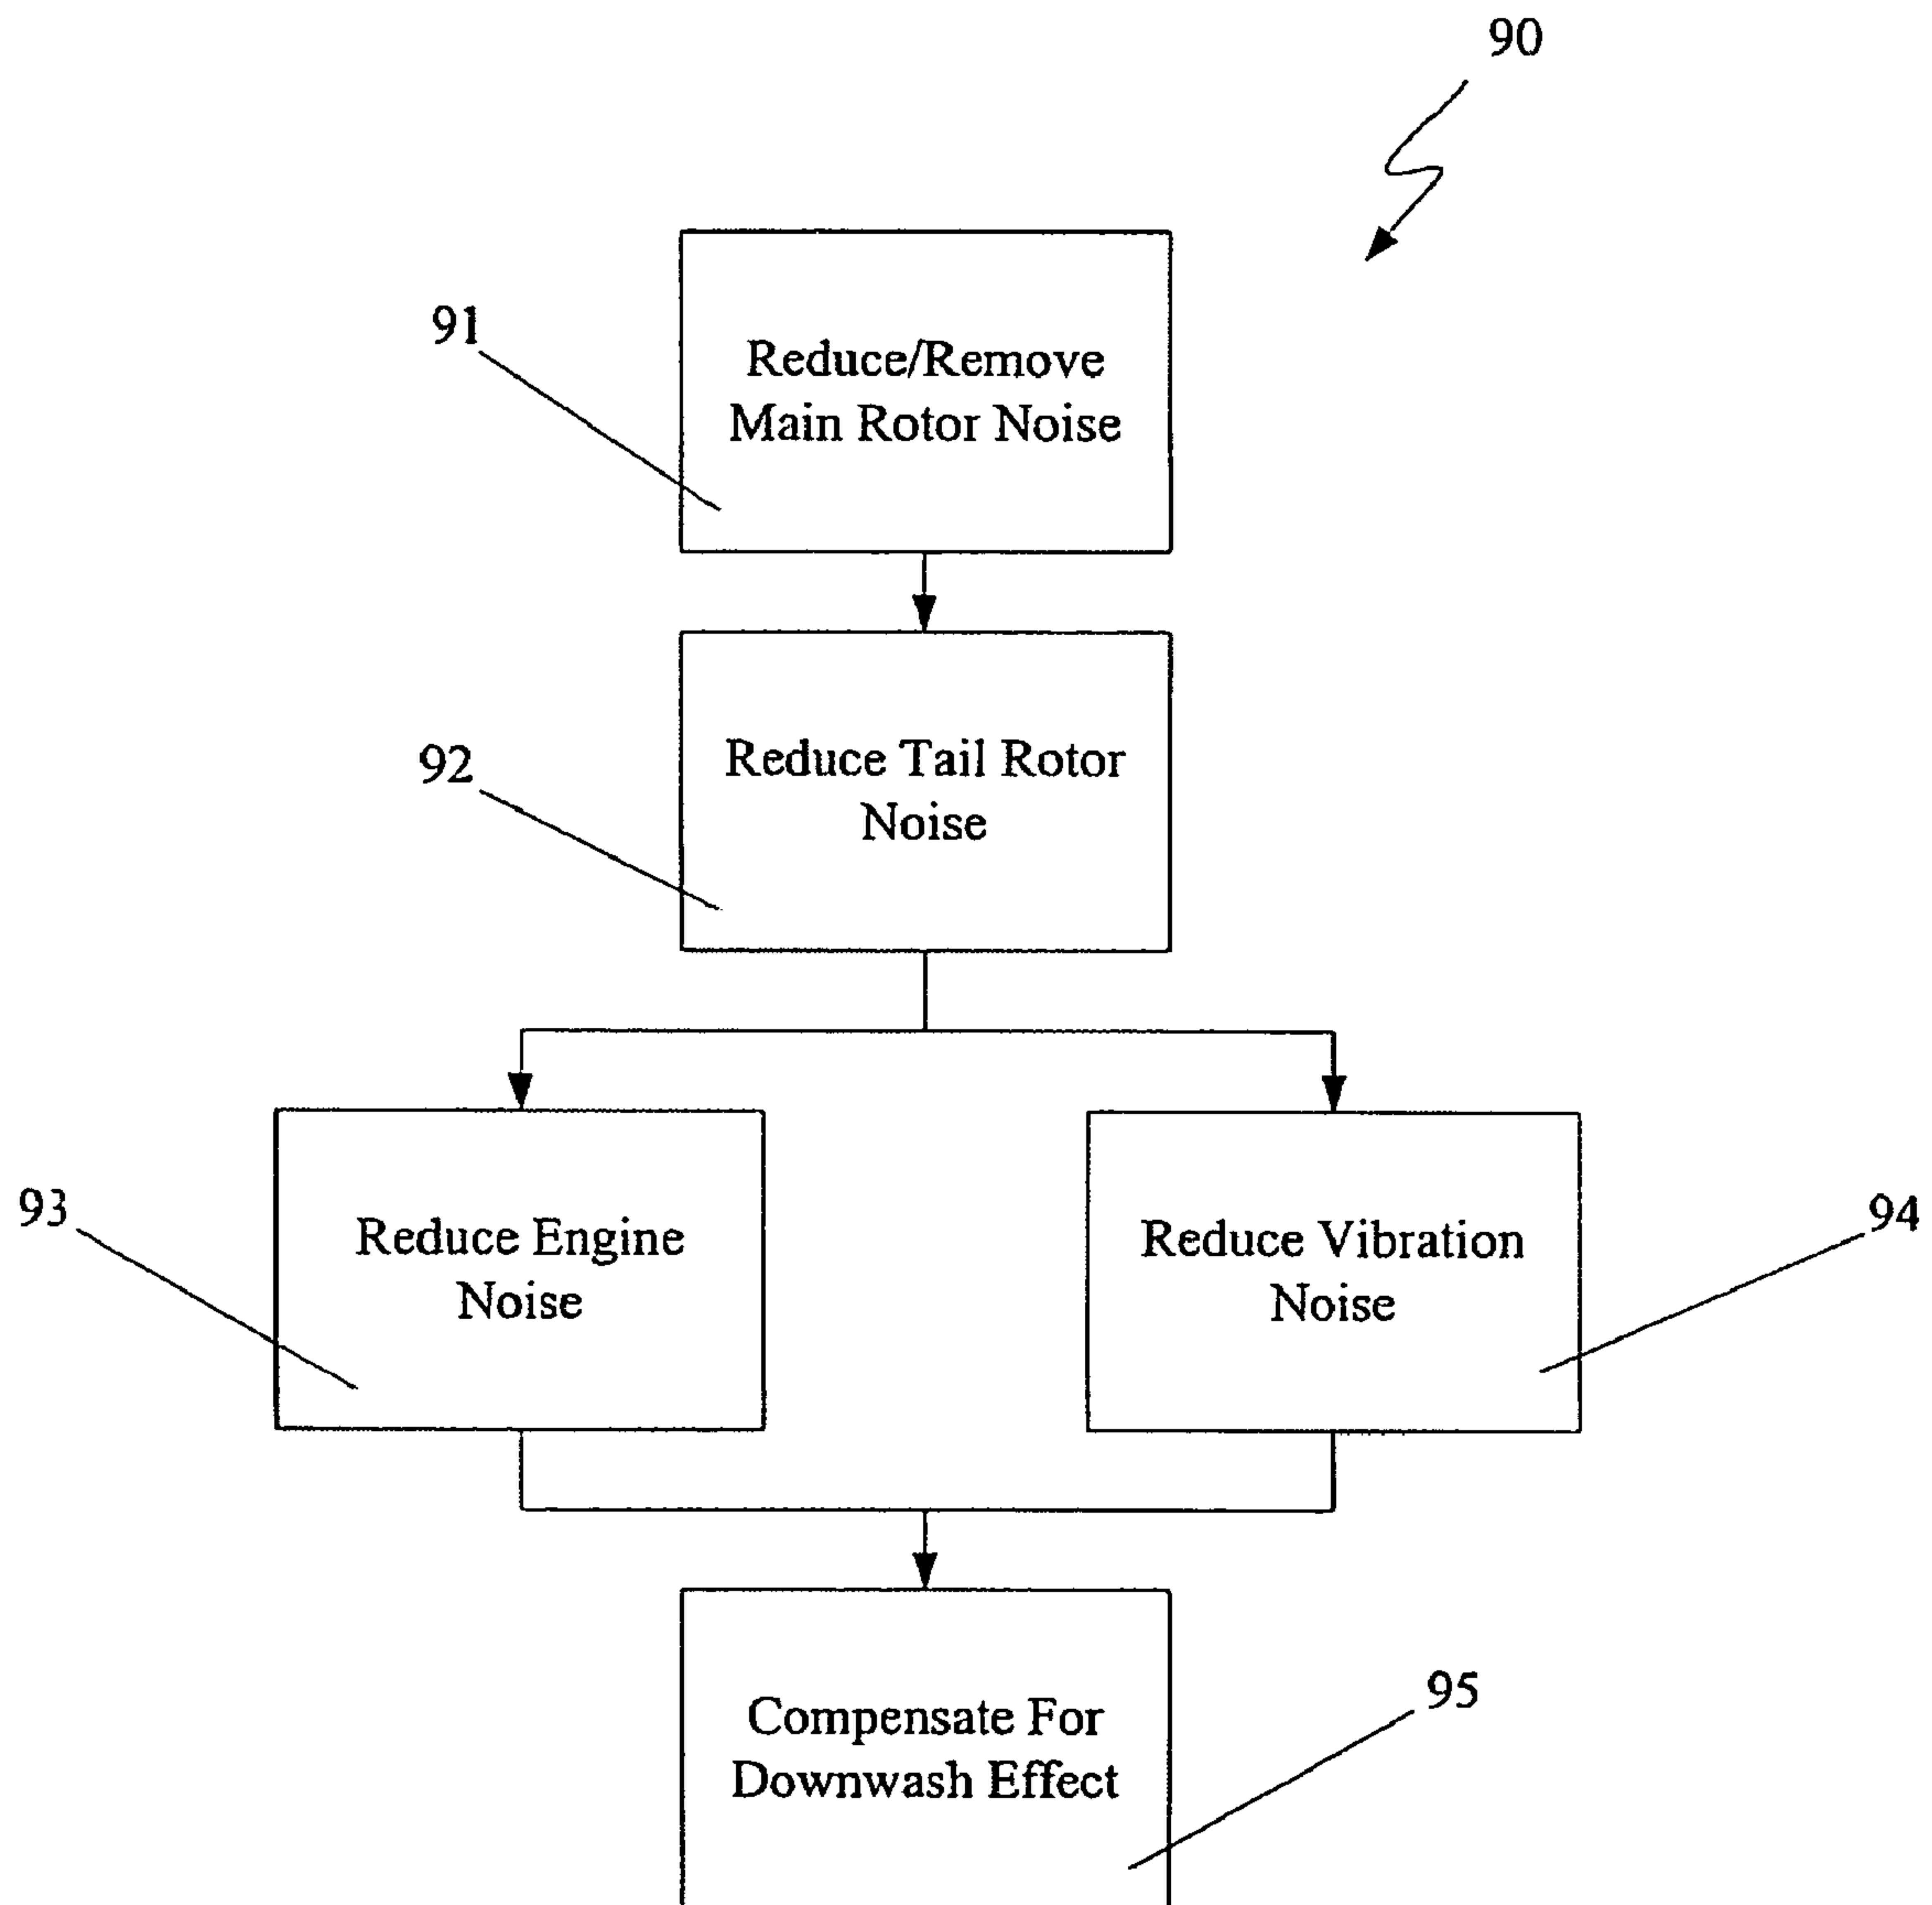 90
91
Reduce/Remove
Main Rotor Noise
92
Reduce Tail Rotor
Noise
93
Reduce Engine
Noise
Reduce Vibration
Noise
94
Compensate For
Downwash Effect
95